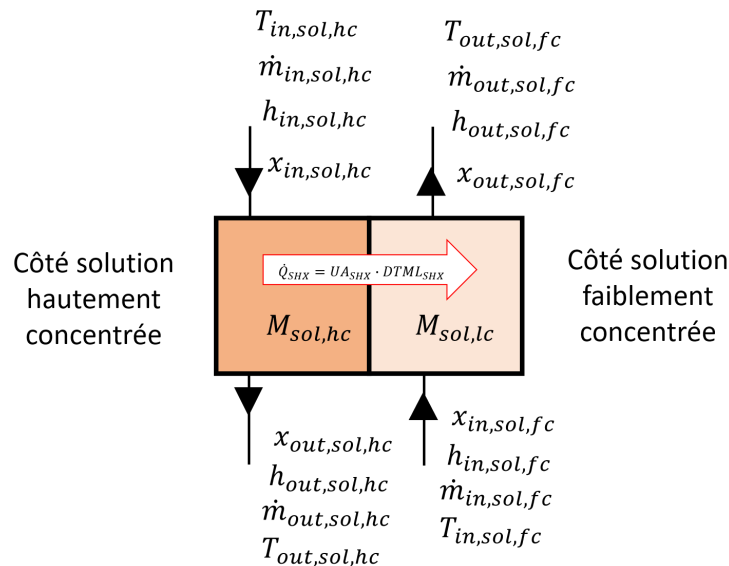 T_{in,sol,hc}
ṁ_{in,sol,hc}
h_{in,sol,hc}
x_{in,sol,hc}
T_{out,sol,fc}
ṁ_{out,sol,fc}
h_{out,sol,fc}
x_{out,sol,fc}
Côté solution
hautement
concentrée
Q̇_{SHX} = UA_{SHX} · DTML_{SHX}
M_{sol,hc}
M_{sol,lc}
Côté solution
faiblement
concentrée
x_{out,sol,hc}
h_{out,sol,hc}
ṁ_{out,sol,hc}
T_{out,sol,hc}
x_{in,sol,fc}
h_{in,sol,fc}
ṁ_{in,sol,fc}
T_{in,sol,fc}